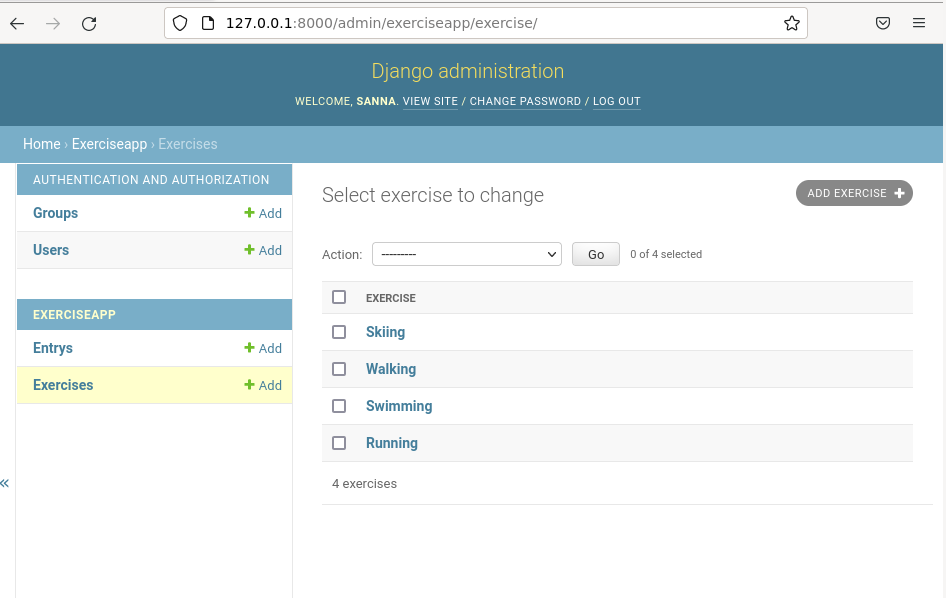 127.0.0.1:8000/admin/exerciseapp/exercise/
Django administration
WELCOME, SANNA. VIEW SITE / CHANGE PASSWORD / LOG OUT
Home › Exerciseapp › Exercises
AUTHENTICATION AND AUTHORIZATION
Groups + Add
Users + Add
EXERCISEAPP
Entrys + Add
Exercises + Add
«
Select exercise to change
ADD EXERCISE +
Action: --------- Go 0 of 4 selected
EXERCISE
Skiing
Walking
Swimming
Running
4 exercises